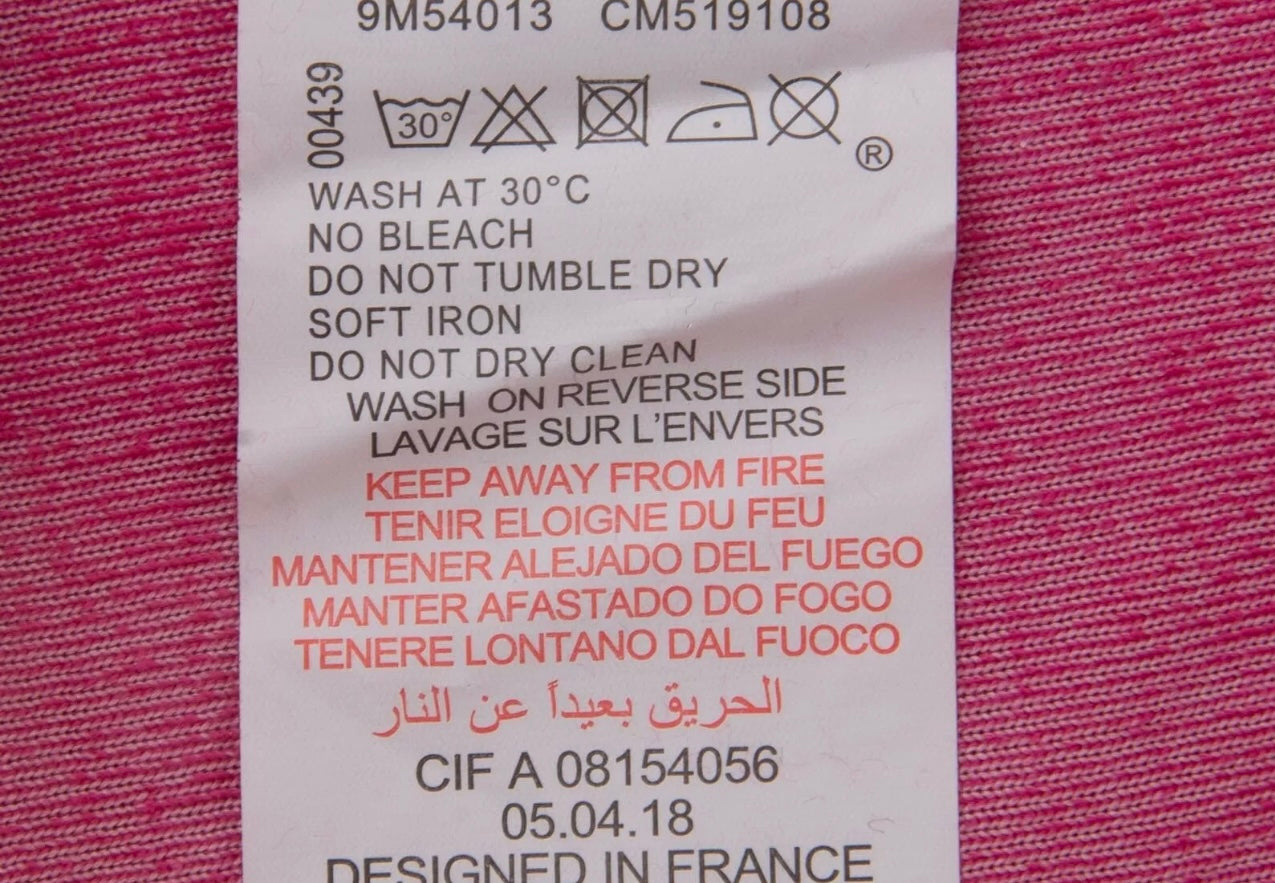 9M54013 CM519108
00439
30°
®
WASH AT 30°C
NO BLEACH
DO NOT TUMBLE DRY
SOFT IRON
DO NOT DRY CLEAN
WASH ON REVERSE SIDE
LAVAGE SUR L'ENVERS
KEEP AWAY FROM FIRE
TENIR ELOIGNE DU FEU
MANTENER ALEJADO DEL FUEGO
MANTER AFASTADO DO FOGO
TENERE LONTANO DAL FUOCO
الحريق بعيداً عن النار
CIF A 08154056
05.04.18
DESIGNED IN FRANCE